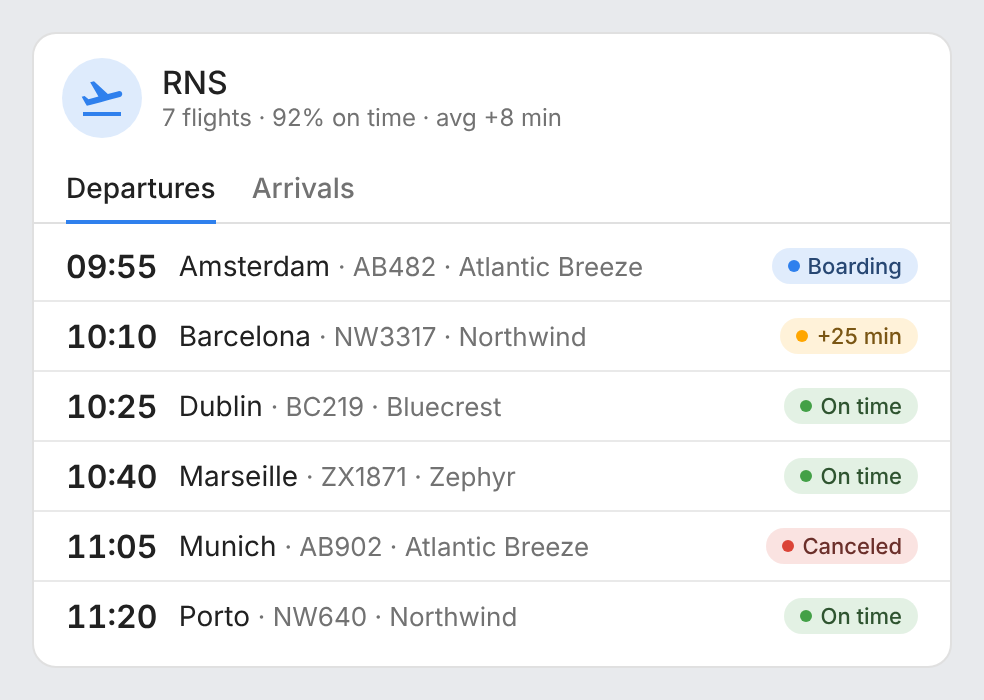 RNS
7 flights · 92% on time · avg +8 min
Departures Arrivals
09:55 Amsterdam · AB482 · Atlantic Breeze Boarding
10:10 Barcelona · NW3317 · Northwind +25 min
10:25 Dublin · BC219 · Bluecrest On time
10:40 Marseille · ZX1871 · Zephyr On time
11:05 Munich · AB902 · Atlantic Breeze Canceled
11:20 Porto · NW640 · Northwind On time